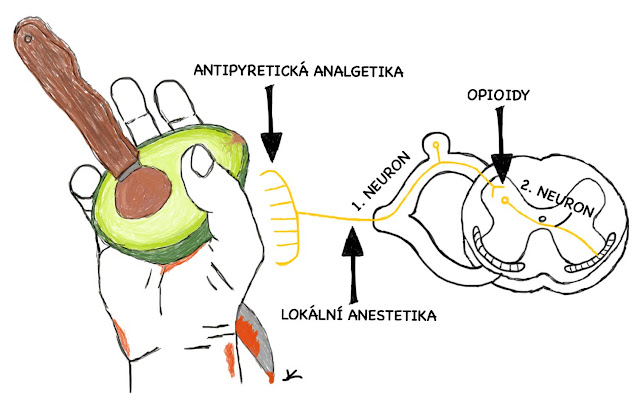 ANTIPYRETICKÁ ANALGETIKA
OPIOIDY
1. NEURON
2. NEURON
LOKÁLNÍ ANESTETIKA